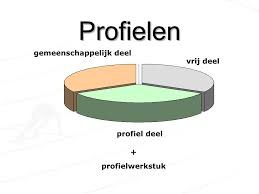 Profielen
gemeenschappelijk deel
vrij deel
profiel deel
+
profielwerkstuk